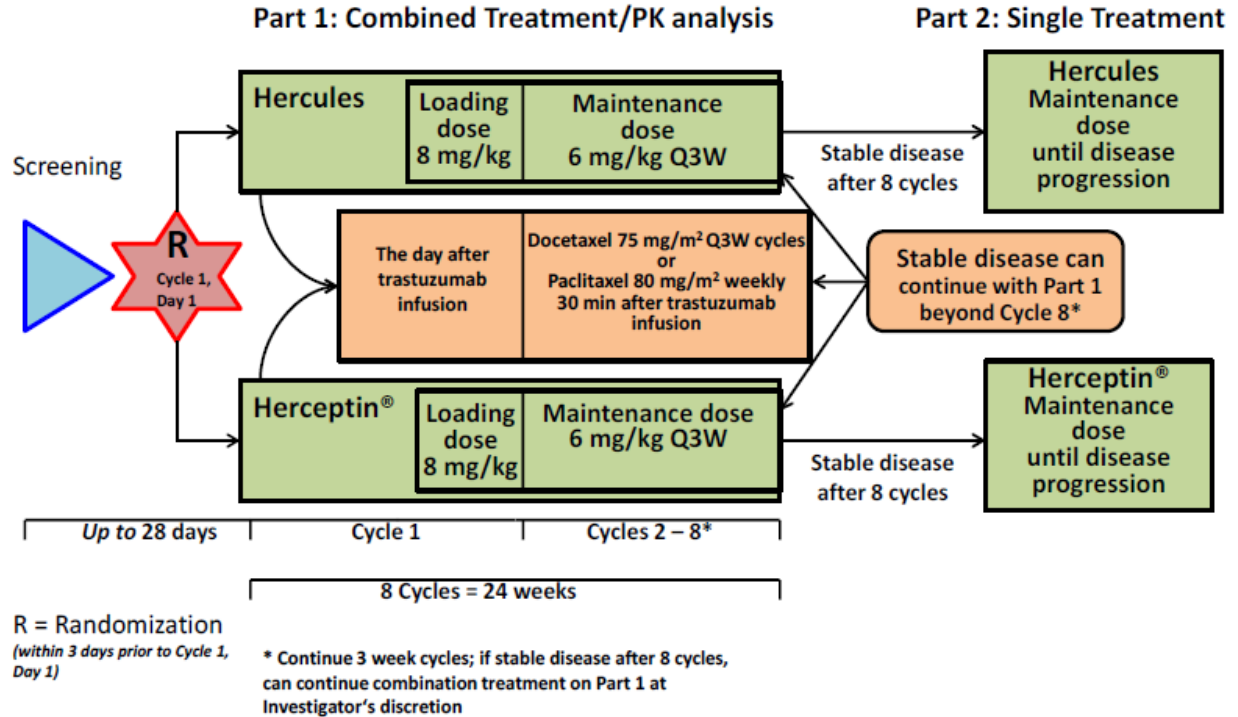 Part 1: Combined Treatment/PK analysis
Part 2: Single Treatment
Hercules
Loading
dose
8 mg/kg
Maintenance
dose
6 mg/kg Q3W
Stable disease
after 8 cycles
Hercules
Maintenance
dose
until disease
progression
Screening
R
Cycle 1,
Day 1
The day after
trastuzumab
infusion
Docetaxel 75 mg/m² Q3W cycles
or
Paclitaxel 80 mg/m² weekly
30 min after trastuzumab
infusion
Stable disease can
continue with Part 1
beyond Cycle 8*
Herceptin®
Loading
dose
8 mg/kg
Maintenance dose
6 mg/kg Q3W
Stable disease
after 8 cycles
Herceptin®
Maintenance
dose
until disease
progression
Up to 28 days
Cycle 1
Cycles 2 – 8*
8 Cycles = 24 weeks
R = Randomization
(within 3 days prior to Cycle 1,
Day 1)
* Continue 3 week cycles; if stable disease after 8 cycles,
can continue combination treatment on Part 1 at
Investigator's discretion